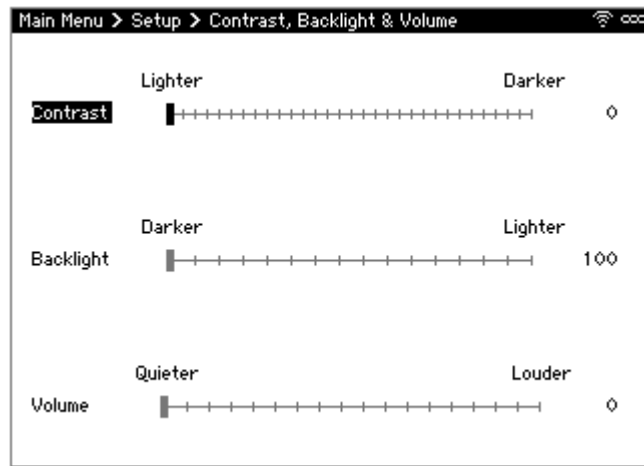 Main Menu > Setup > Contrast, Backlight & Volume
Lighter Darker
Contrast 0
Darker Lighter
Backlight 100
Quieter Louder
Volume 0